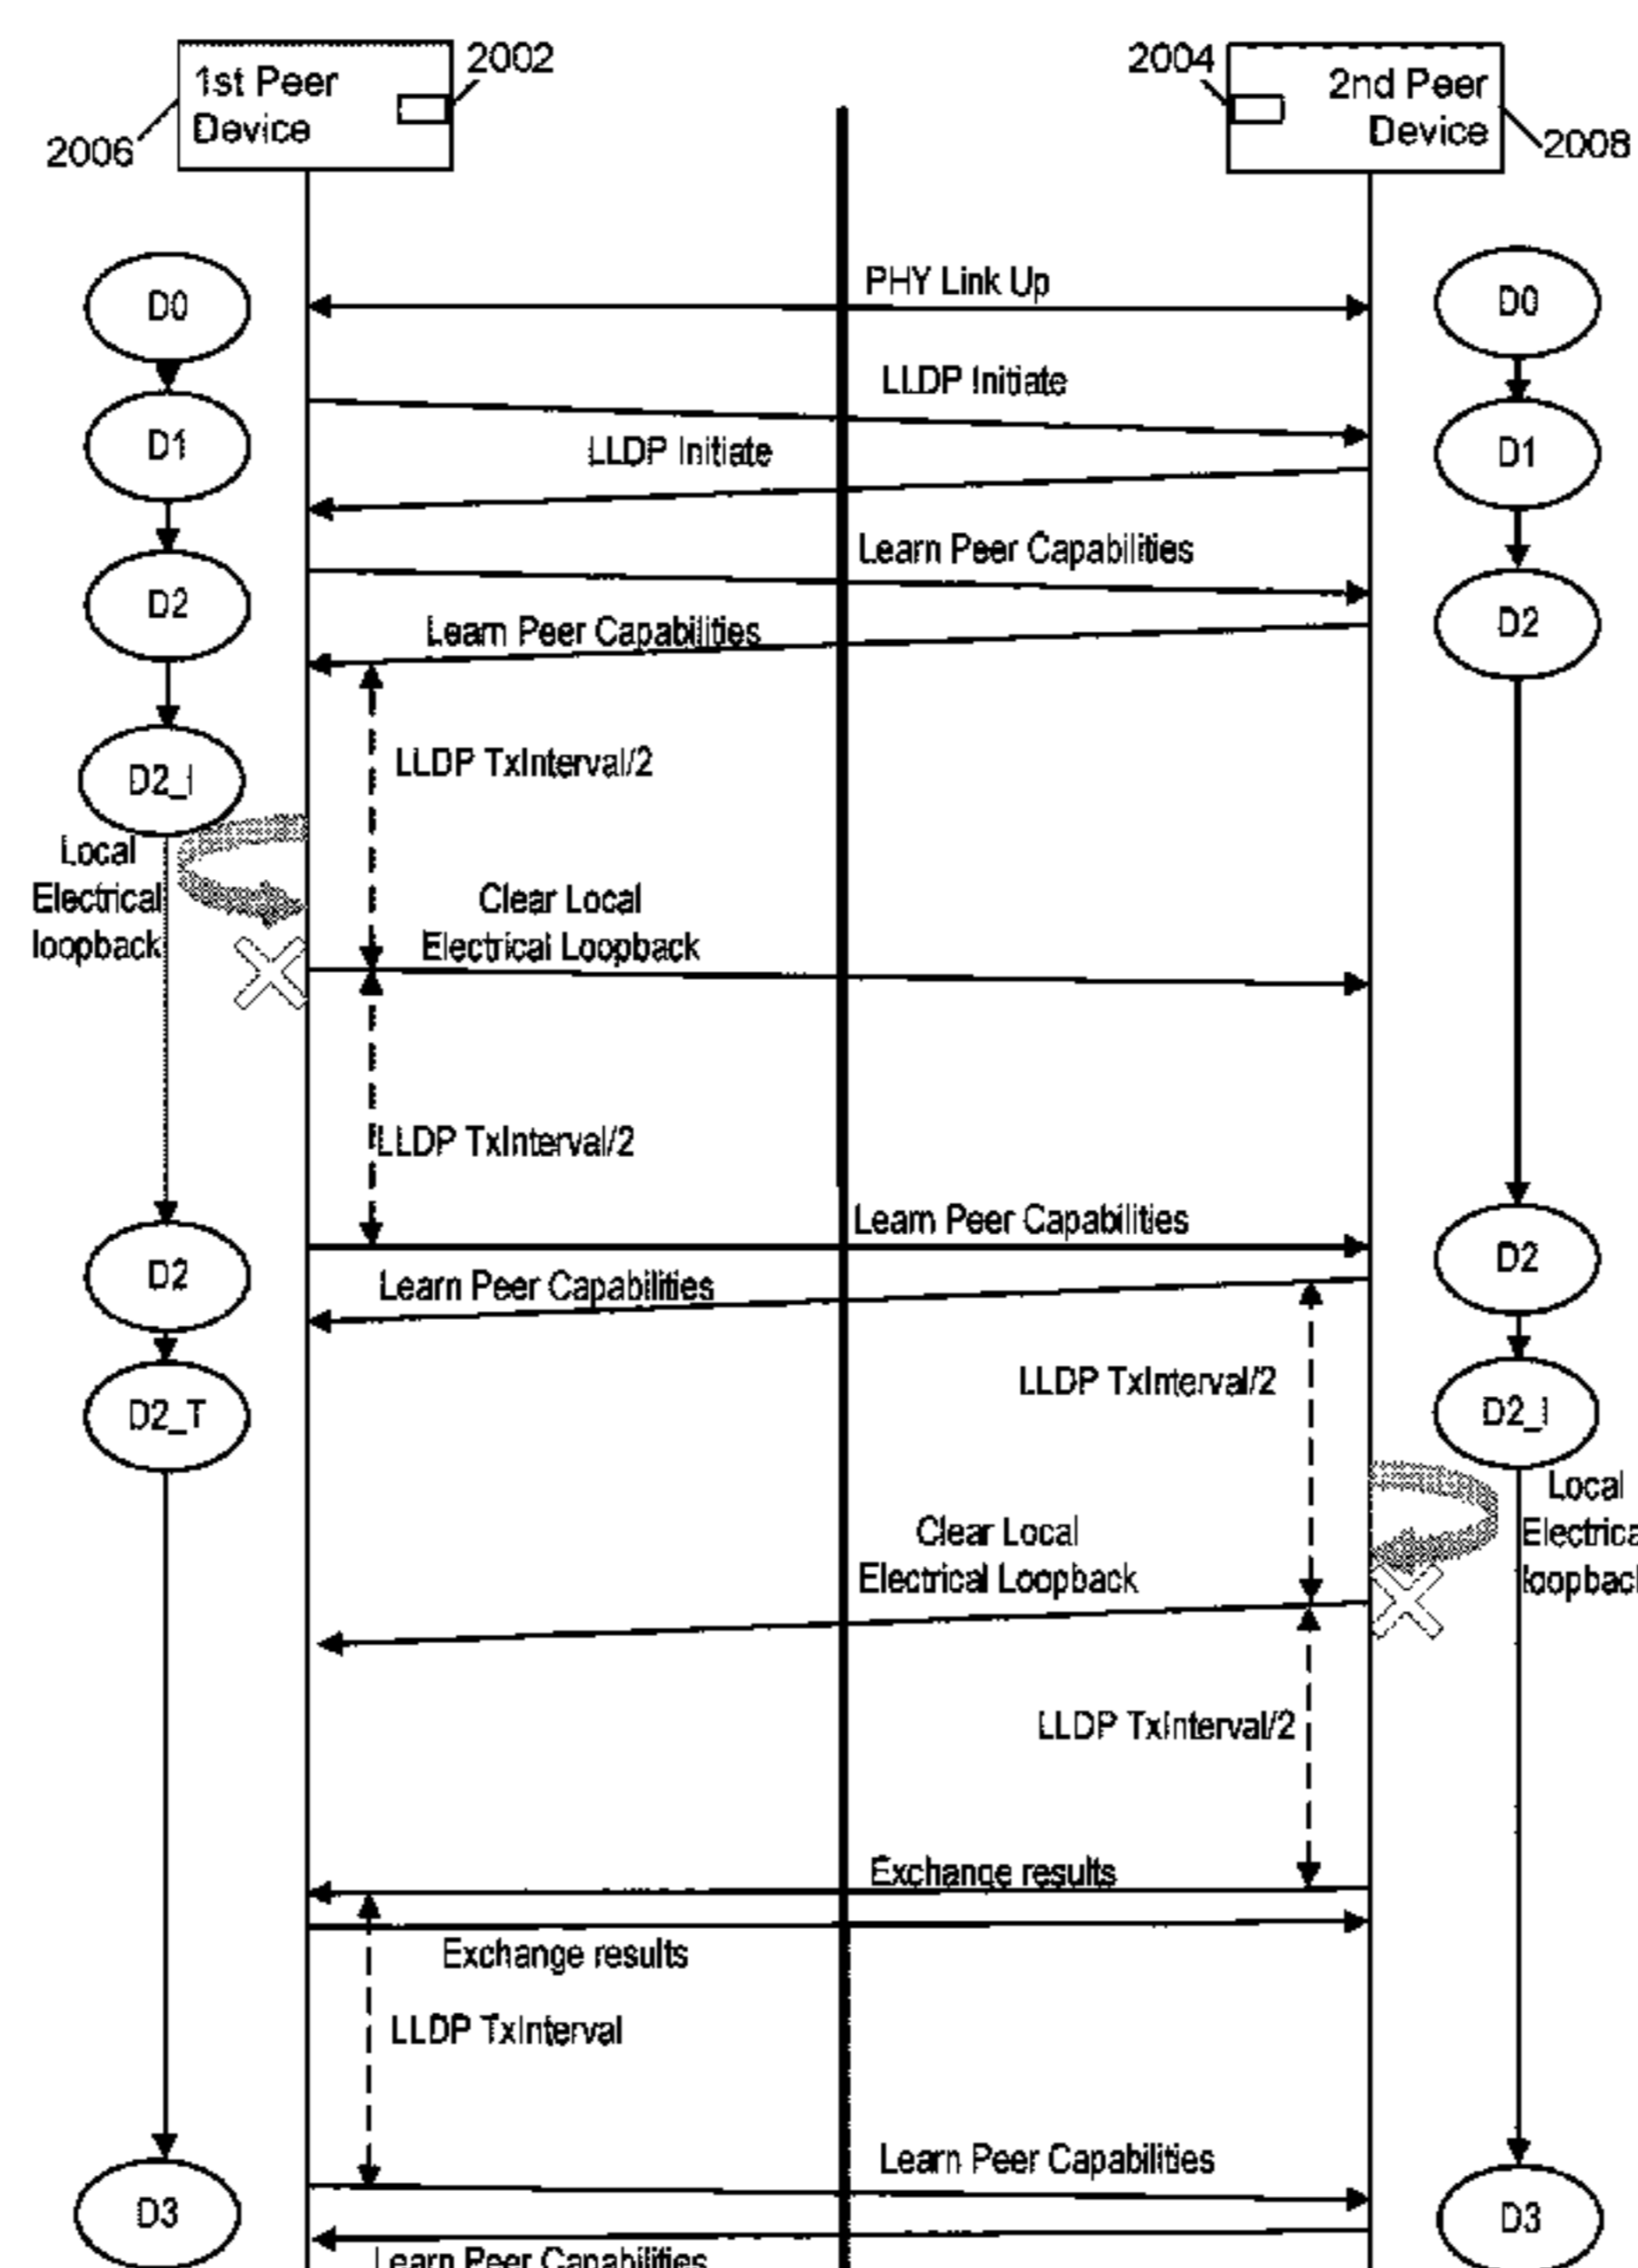 2002
2004
1st Peer
Device
2nd Peer
Device
2006
2008
PHY Link Up
D0
D0
LLDP Initiate
D1
D1
LLDP Initiate
Learn Peer Capabilities
D2
D2
Learn Peer Capabilities
LLDP TxInterval/2
D2_I
Local
Electrical
loopback
Clear Local
Electrical Loopback
LLDP TxInterval/2
Learn Peer Capabilities
D2
D2
Learn Peer Capabilities
LLDP TxInterval/2
D2_T
D2_I
Local
Electrica
loopback
Clear Local
Electrical Loopback
LLDP TxInterval/2
Exchange results
Exchange results
LLDP TxInterval
Learn Peer Capabilities
D3
D3
Learn Peer Capabilities